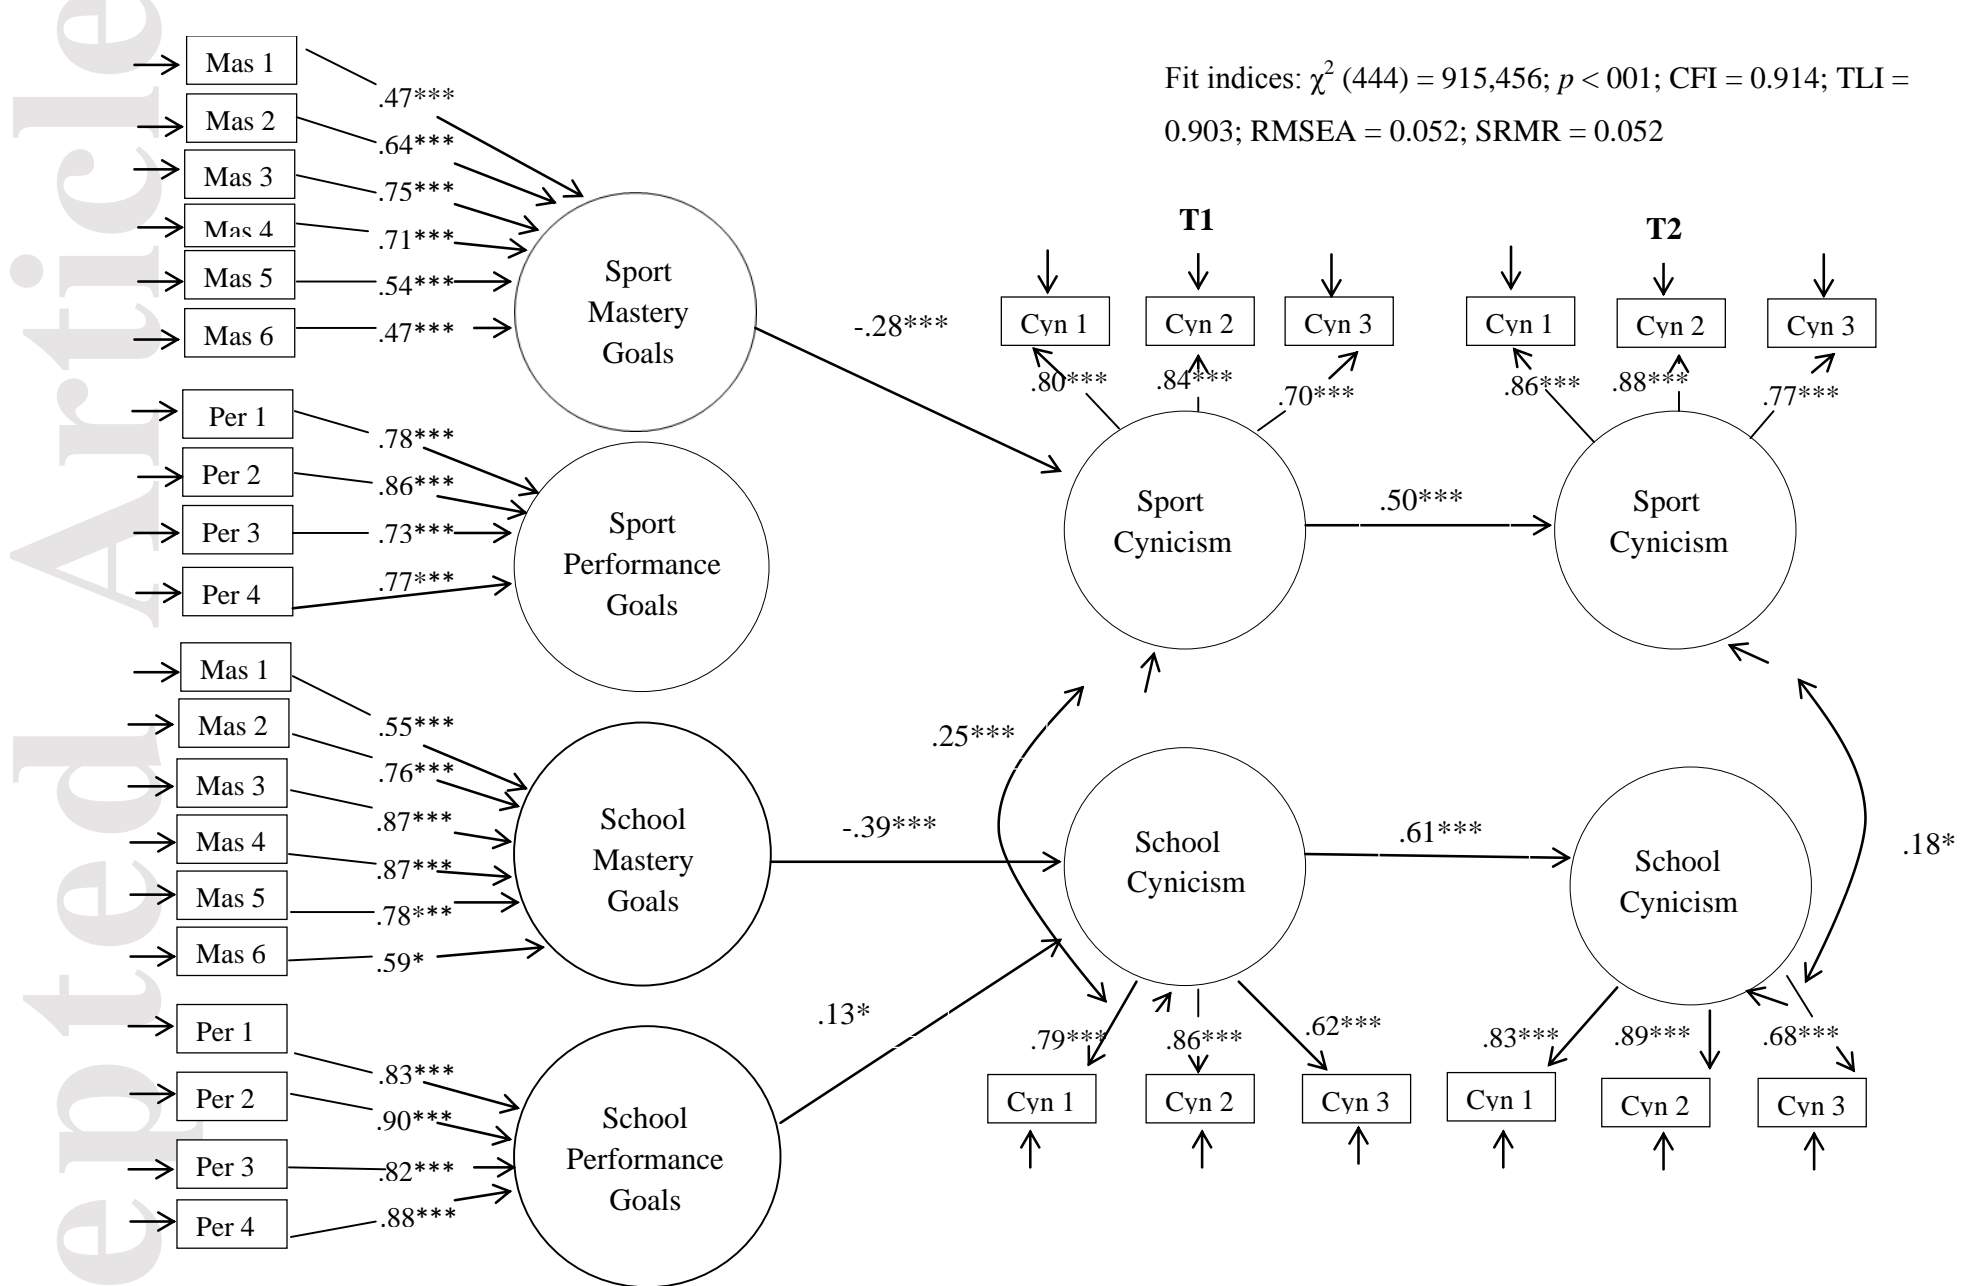 Fit indices: χ² (444) = 915,456; p < 001; CFI = 0.914; TLI =
0.903; RMSEA = 0.052; SRMR = 0.052
Mas 1
.47***
Mas 2
.64***
Mas 3
.75***
Mas 4
.71***
Mas 5
.54***
Mas 6
.47***
Sport
Mastery
Goals
Per 1
.78***
Per 2
.86***
Per 3
.73***
Per 4
.77***
Sport
Performance
Goals
Mas 1
.55***
Mas 2
.76***
Mas 3
.87***
Mas 4
.87***
Mas 5
.78***
Mas 6
.59*
School
Mastery
Goals
Per 1
.83***
Per 2
.90***
Per 3
.82***
Per 4
.88***
School
Performance
Goals
-.28***
-.39***
.13*
.25***
T1
Cyn 1
Cyn 2
Cyn 3
.80***
.84***
.70***
Sport
Cynicism
.50***
T2
Cyn 1
Cyn 2
Cyn 3
.86***
.88***
.77***
Sport
Cynicism
School
Cynicism
.61***
School
Cynicism
.18*
.79***
.86***
.62***
Cyn 1
Cyn 2
Cyn 3
.83***
.89***
.68***
Cyn 1
Cyn 2
Cyn 3
epted Article